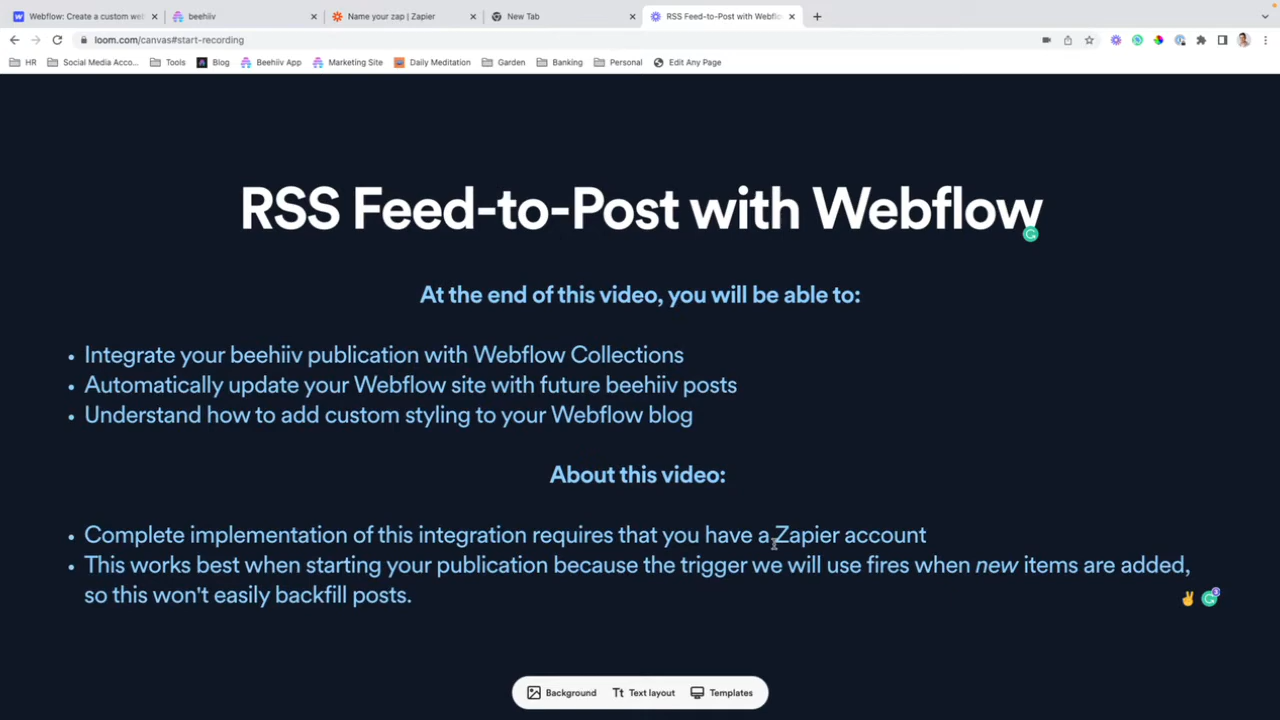 Webflow: Create a custom we
beehiiv
Name your zap | Zapier
New Tab
RSS Feed-to-Post with Webflo
loom.com/canvas#start-recording
HR
Social Media Acco...
Tools
Blog
Beehiiv App
Marketing Site
Daily Meditation
Garden
Banking
Personal
Edit Any Page
RSS Feed-to-Post with Webflow
At the end of this video, you will be able to:
• Integrate your beehiiv publication with Webflow Collections
• Automatically update your Webflow site with future beehiiv posts
• Understand how to add custom styling to your Webflow blog
About this video:
• Complete implementation of this integration requires that you have a Zapier account
• This works best when starting your publication because the trigger we will use fires when new items are added,
so this won't easily backfill posts.
Background
Tt Text layout
Templates